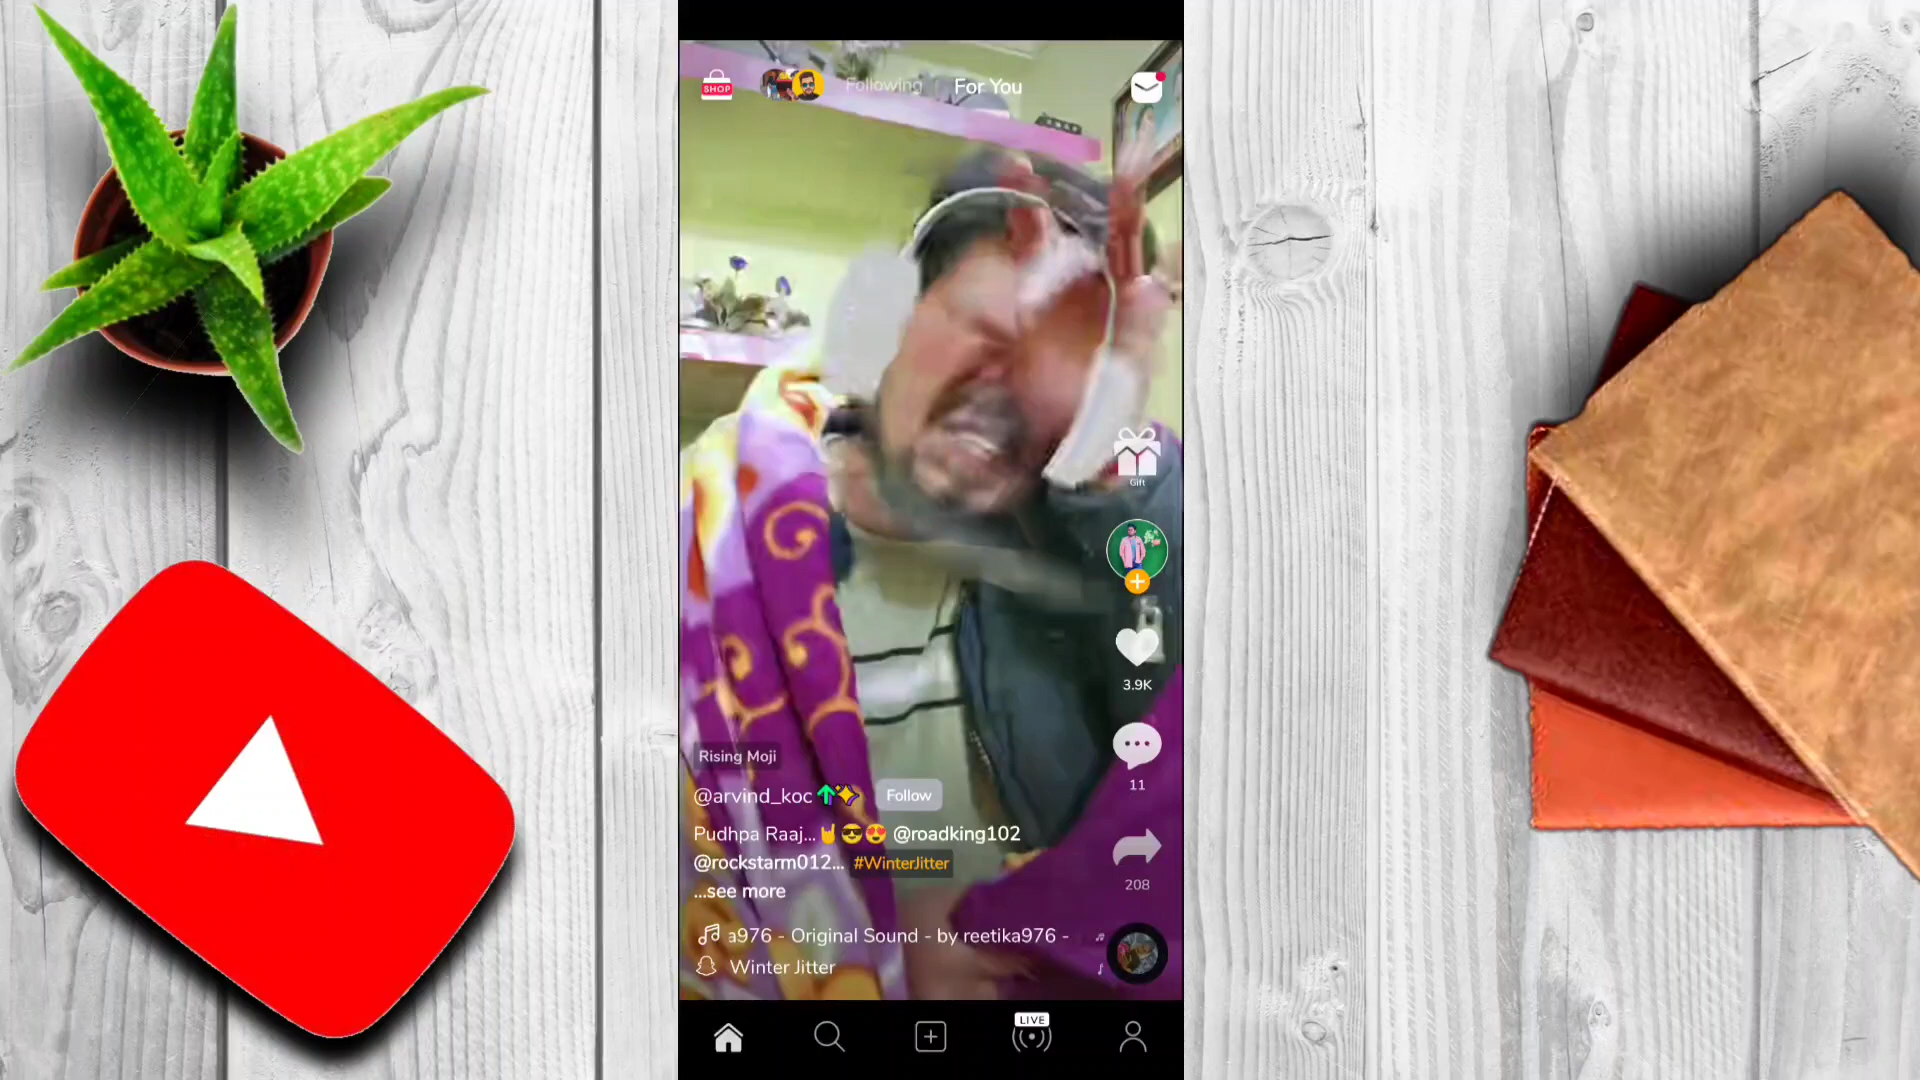 SHOP
Following
For You
Gift
3.9K
11
208
Rising Moji
@arvind_koc Follow
Pudhpa Raaj... @roadking102
@rockstarm012... #WinterJitter
...see more
a976 - Original Sound - by reetika976 -
Winter Jitter
LIVE